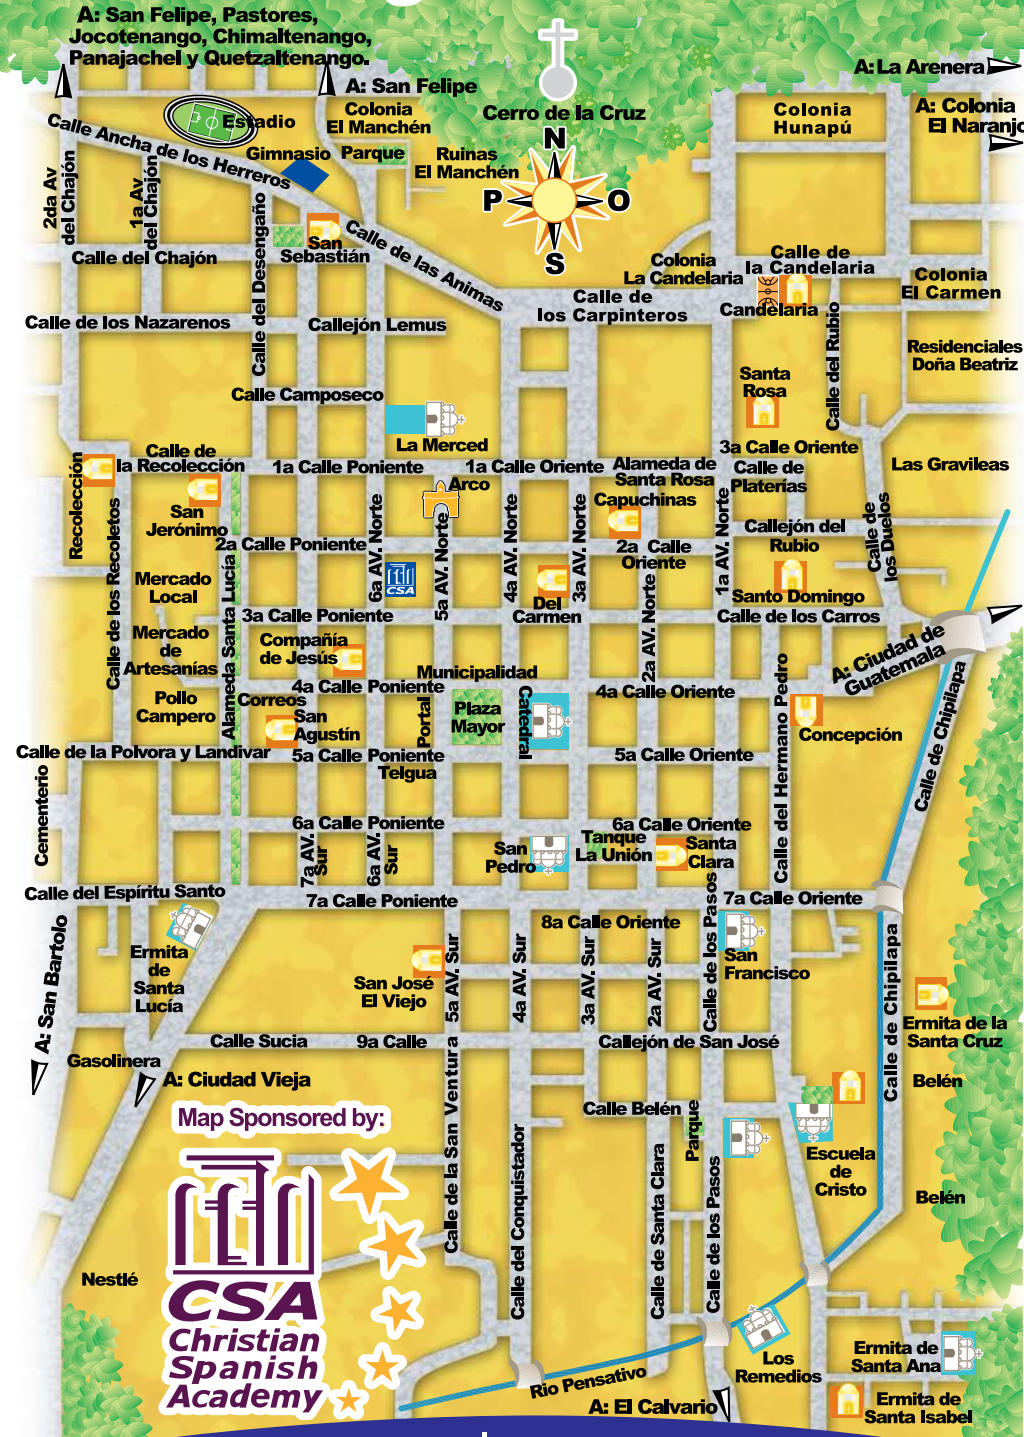 A: San Felipe, Pastores,
Jocotenango, Chimaltenango,
Panajachel y Quetzaltenango.
A: San Felipe
A: La Arenera
Colonia
El Manchén
Cerro de la Cruz
Colonia
Hunapú
A: Colonia
El Naranjo
Estadio
Calle Ancha de los Herreros
Gimnasio
Parque
Ruinas
El Manchén
N
P
O
S
2da Av
del Chajón
1a Av
del Chajón
Calle del Desengaño
San
Sebastián
Calle de las Animas
Calle del Chajón
Colonia
La Candelaria
Calle de
la Candelaria
Colonia
El Carmen
Calle de
los Carpinteros
Candelaria
Calle de los Nazarenos
Callejón Lemus
Calle del Rubio
Residenciales
Doña Beatriz
Santa
Rosa
Calle Camposeco
La Merced
3a Calle Oriente
Calle de
la Recolección
1a Calle Poniente
1a Calle Oriente
Alameda de
Santa Rosa
Calle de
Platerías
Las Gravileas
Recolección
San
Jerónimo
Arco
Capuchinas
Calle de los Recoletos
6a AV. Norte
5a AV. Norte
4a AV. Norte
3a AV. Norte
2a AV. Norte
1a AV. Norte
Callejón del
Rubio
Calle de
los Duelos
2a Calle Poniente
2a Calle
Oriente
CSA
Mercado
Local
Alameda Santa Lucía
Del
Carmen
Santo Domingo
3a Calle Poniente
Calle de los Carros
Mercado
de
Artesanías
Compañía
de Jesús
Municipalidad
A: Ciudad de
Guatemala
4a Calle Poniente
4a Calle Oriente
Pollo
Campero
Correos
San
Agustín
Portal
Plaza
Mayor
Catedral
Calle del Hermano Pedro
Concepción
Calle de Chipilapa
Calle de la Polvora y Landivar
5a Calle Poniente
Telgua
5a Calle Oriente
Cementerio
6a Calle Poniente
6a Calle Oriente
7a AV.
Sur
6a AV.
Sur
San
Pedro
Tanque
La Unión
Santa
Clara
Calle del Espíritu Santo
7a Calle Poniente
7a Calle Oriente
8a Calle Oriente
A: San Bartolo
Ermita
de
Santa
Lucía
San José
El Viejo
5a AV. Sur
4a AV. Sur
3a AV. Sur
2a AV. Sur
Calle de los Pasos
San
Francisco
Calle de Chipilapa
Ermita de la
Santa Cruz
Calle Sucia
9a Calle
Callejón de San José
Gasolinera
A: Ciudad Vieja
Belén
Map Sponsored by:
Calle Belén
Parque
Calle de la San Ventura
Calle del Conquistador
Calle de Santa Clara
Calle de los Pasos
Escuela
de
Cristo
Belén
Nestlé
CSA
Christian
Spanish
Academy
Los
Remedios
Ermita de
Santa Ana
Rio Pensativo
A: El Calvario
Ermita de
Santa Isabel